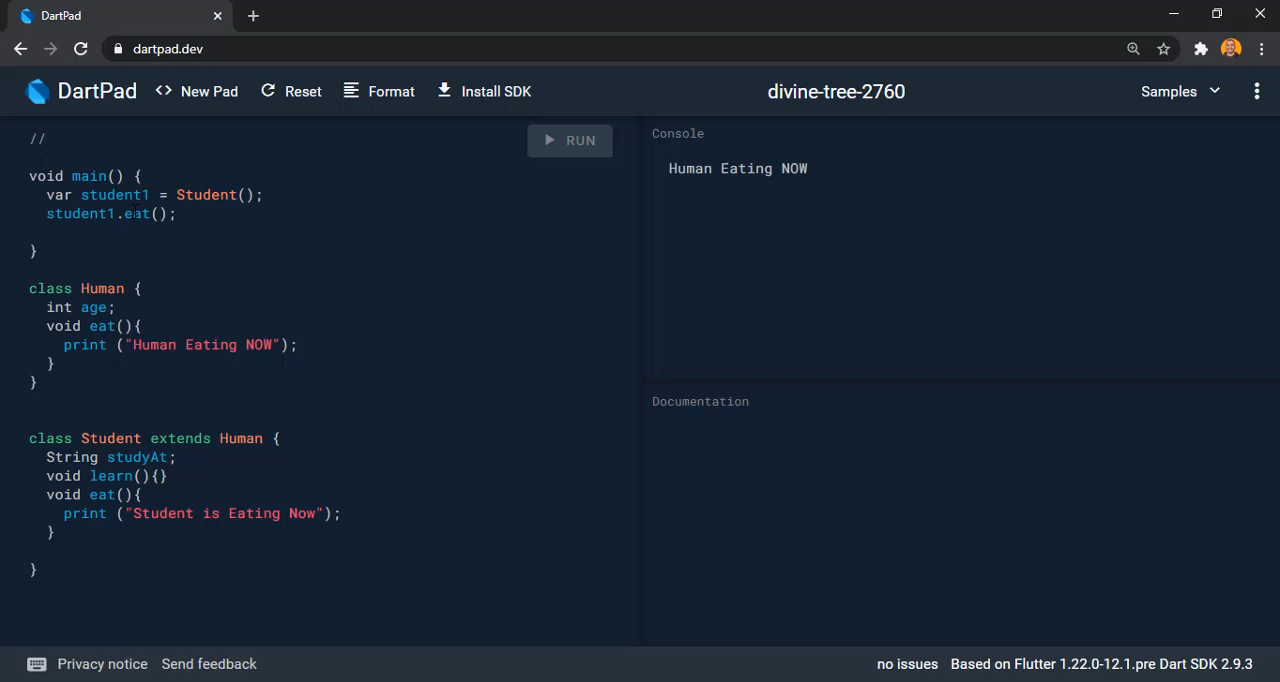 DartPad
dartpad.dev
DartPad
New Pad
Reset
Format
Install SDK
divine-tree-2760
Samples
//
RUN
void main() {
  var student1 = Student();
  student1.eat();
}
class Human {
  int age;
  void eat(){
    print ("Human Eating NOW");
  }
}
class Student extends Human {
  String studyAt;
  void learn(){}
  void eat(){
    print ("Student is Eating Now");
  }
}
Console
Human Eating NOW
Documentation
Privacy notice
Send feedback
no issues
Based on Flutter 1.22.0-12.1.pre Dart SDK 2.9.3